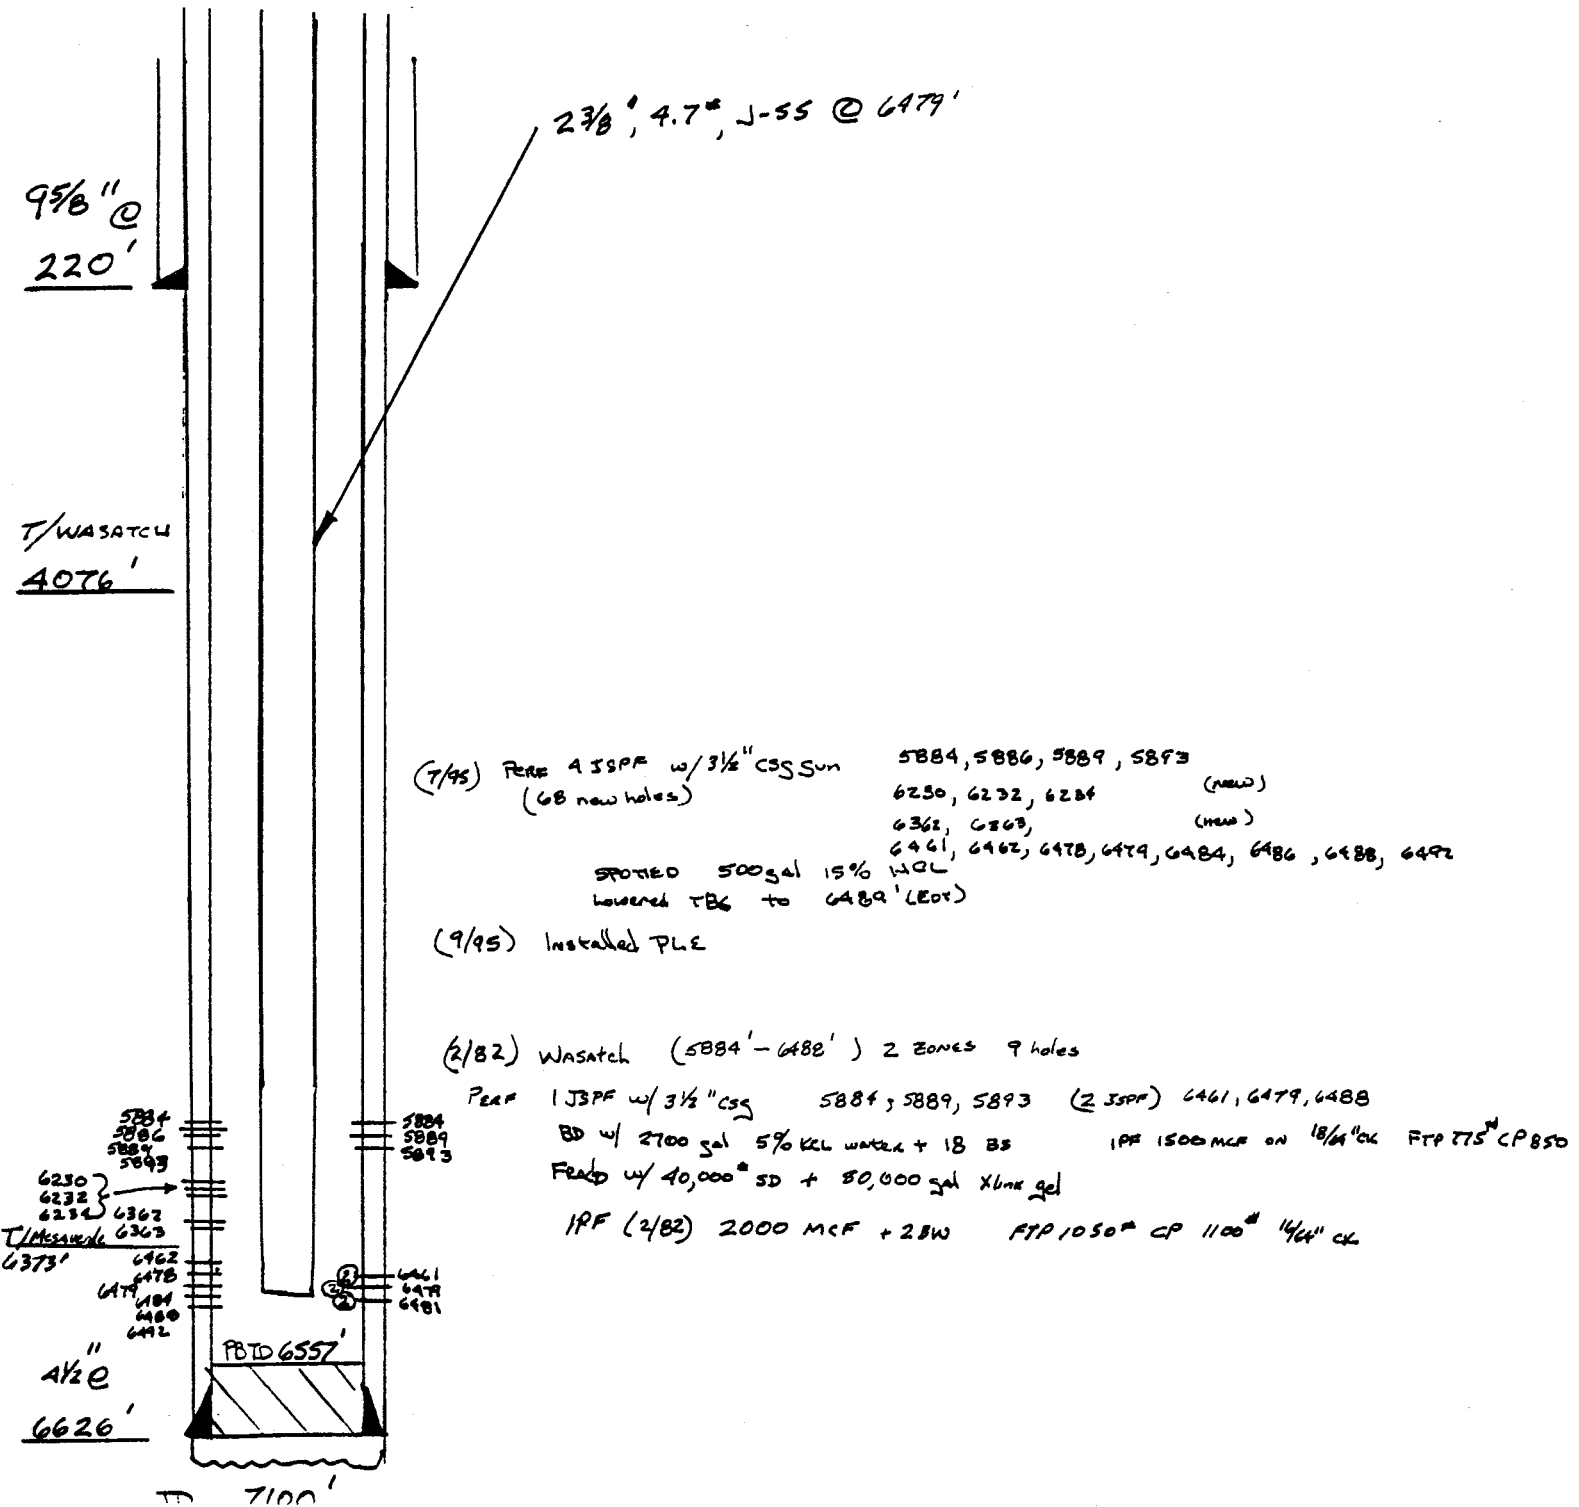 2 3/8", 4.7#, J-55 @ 6479'
9 5/8" @
220'
T/WASATCH
4076'
(7/95) Perf 4 JSPF w/ 3 1/2" csg gun 5884, 5886, 5889, 5893
(68 new holes) 6230, 6232, 6234 (new)
6362, 6363, (new)
6461, 6462, 6478, 6479, 6484, 6486, 6488, 6492
SPOTTED 500 gal 15% HCL
Lowered TBG to 6489' (EOT)
(9/95) Installed PLE
(2/82) WASATCH (5884'-6488') 2 ZONES 9 holes
Perf 1 JSPF w/ 3 1/2" csg 5884, 5889, 5893 (2 JSPF) 6461, 6479, 6488
BD w/ 2700 gal 5% KCL water + 18 BS IPF 1500 MCF ON 18/64" CK FTP 775# CP 850
Frac'D w/ 40,000# SD + 80,000 gal Xlink gel
IPF (2/82) 2000 MCF + 2 BW FTP 1050# CP 1100# 16/64" CK
5884
5886
5889
5893
6230
6232
6234
6362
6363
T/Mesaverde
6373'
6462
6478
6479
6484
6488
6492
5884
5889
5893
② 6461
② 6479
② 6481
PBTD 6557'
4 1/2" @
6626'
TD 7100'